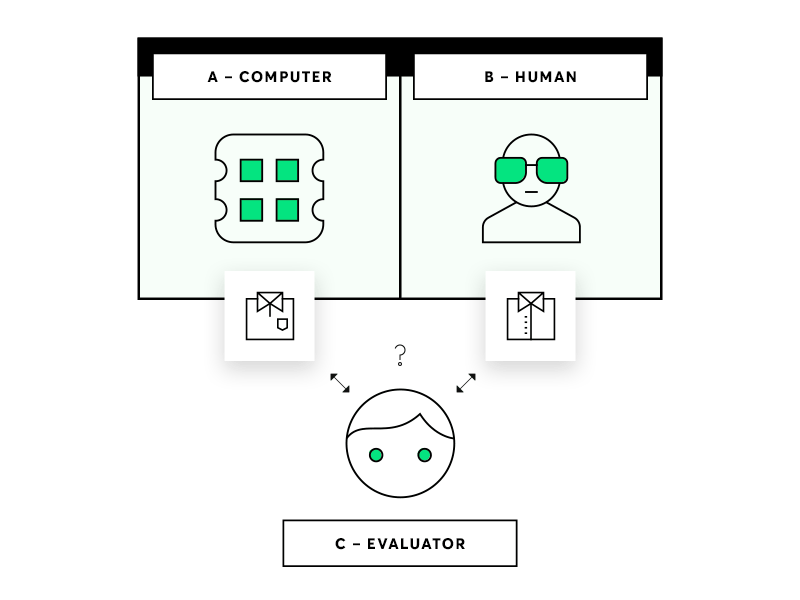 A – COMPUTER
B – HUMAN
?
C – EVALUATOR